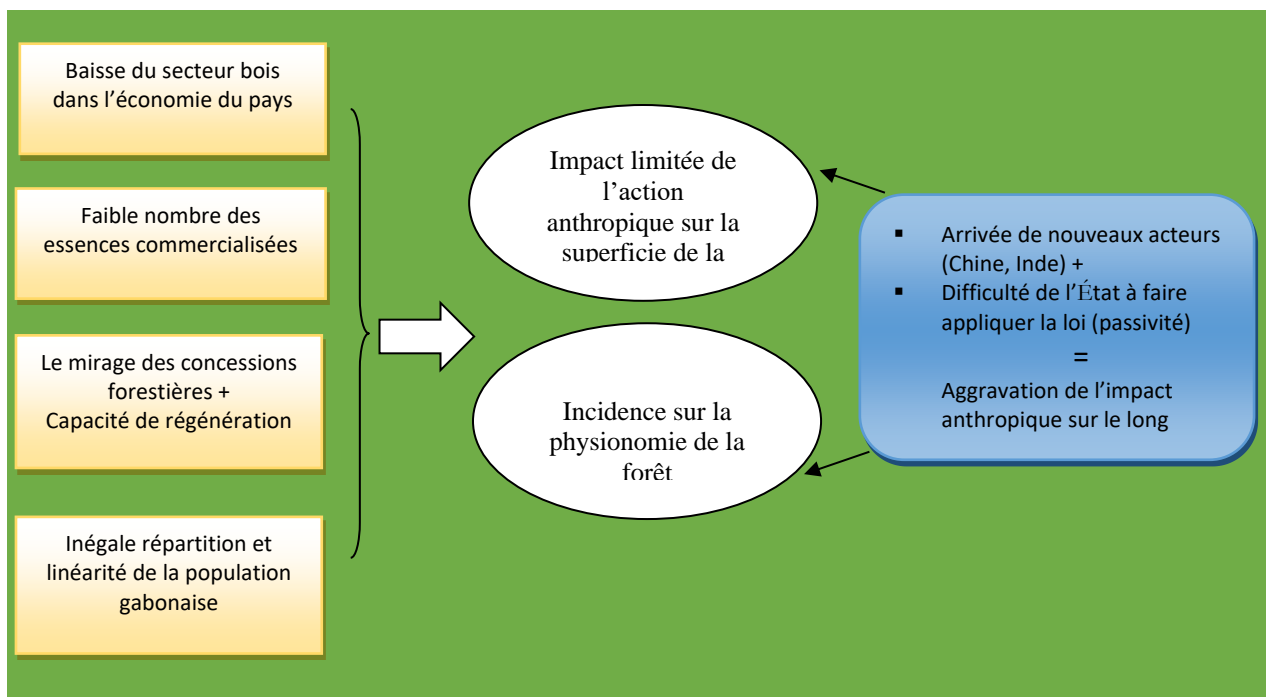 Baisse du secteur bois
dans l’économie du pays
Faible nombre des
essences commercialisées
Le mirage des concessions
forestières +
Capacité de régénération
Inégale répartition et
linéarité de la population
gabonaise
Impact limitée de
l’action
anthropique sur la
superficie de la
Incidence sur la
physionomie de la
forêt
▪ Arrivée de nouveaux acteurs
(Chine, Inde) +
▪ Difficulté de l’État à faire
appliquer la loi (passivité)
=
Aggravation de l’impact
anthropique sur le long